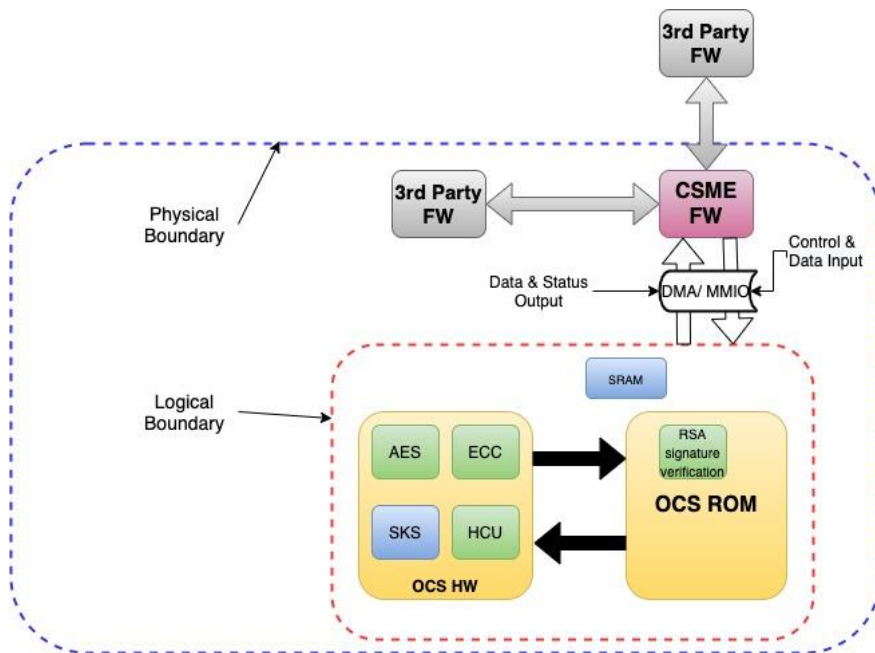 3rd Party
FW
3rd Party
FW
CSME
FW
Physical
Boundary
Control &
Data Input
Data & Status
Output
DMA/ MMIO
SRAM
Logical
Boundary
AES
ECC
RSA
signature
verification
OCS ROM
SKS
HCU
OCS HW